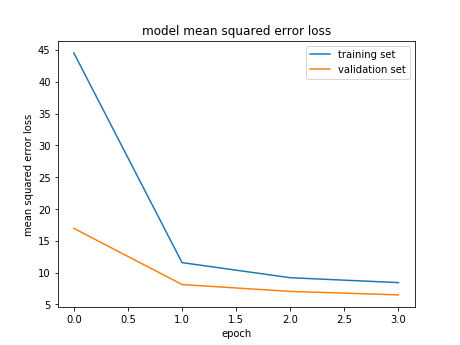 model mean squared error loss
training set
validation set
mean squared error loss
45
40
35
30
25
20
15
10
5
0.0 0.5 1.0 1.5 2.0 2.5 3.0
epoch